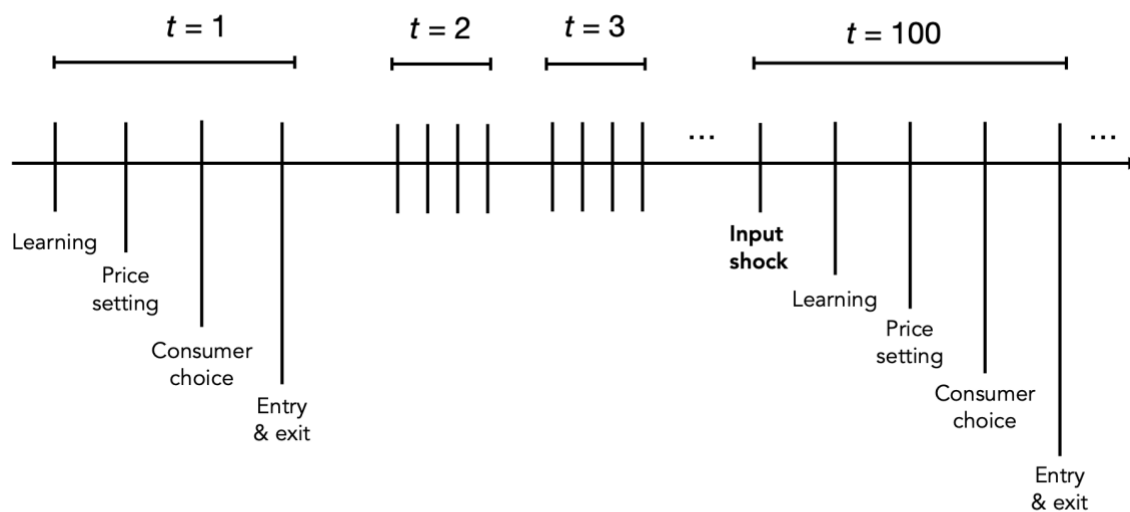 t = 1
t = 2
t = 3
t = 100
...
...
Learning
Price
setting
Consumer
choice
Entry
& exit
Input
shock
Learning
Price
setting
Consumer
choice
Entry
& exit